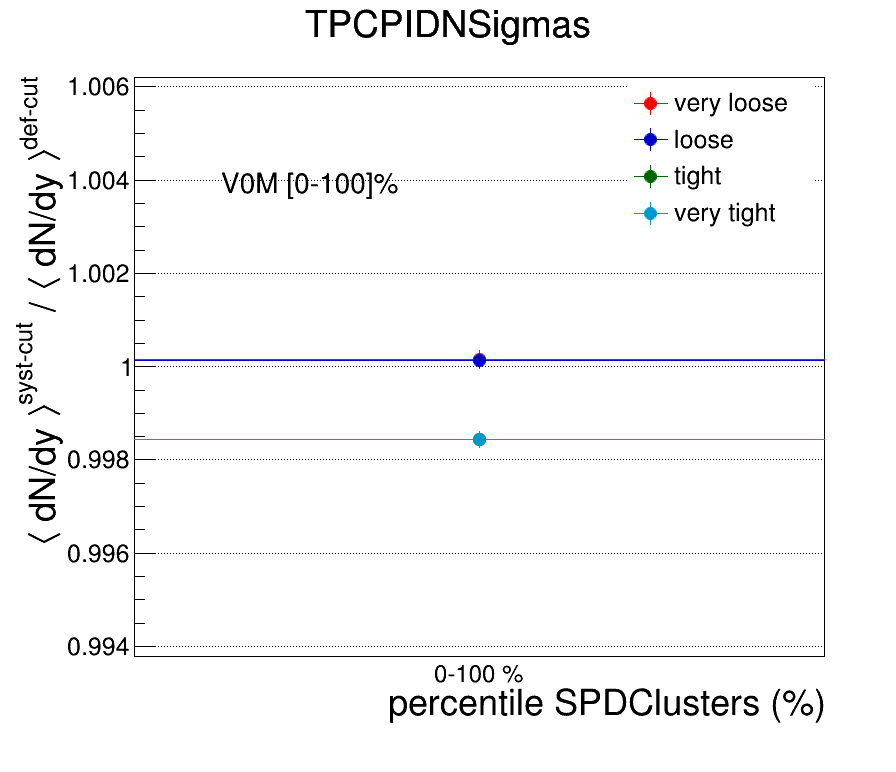 TPCPIDNSigmas
⟨ dN/dy ⟩^syst-cut / ⟨ dN/dy ⟩^def-cut
1.006
1.004
1.002
1
0.998
0.996
0.994
V0M [0-100]%
very loose
loose
tight
very tight
0-100 %
percentile SPDClusters (%)